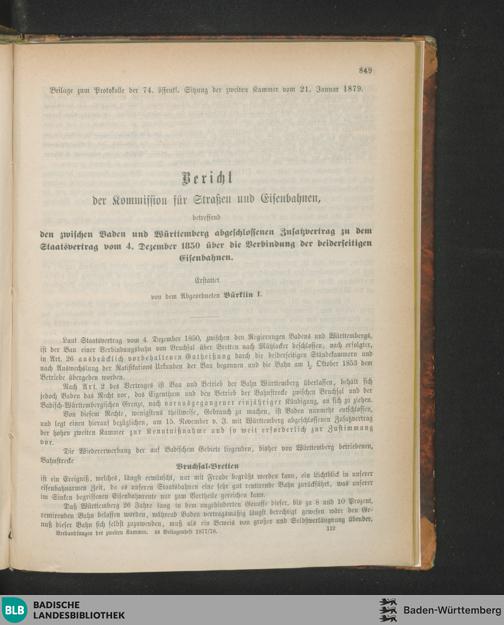 849
Beilage zum Protokolle der 74. öffentl. Sitzung der zweiten Kammer vom 21. Januar 1879.
Bericht
der Kommission für Straßen und Eisenbahnen,
betreffend
den zwischen Baden und Württemberg abgeschlossenen Zusatzvertrag zu dem
Staatsvertrag vom 4. Dezember 1850 über die Verbindung der beiderseitigen
Eisenbahnen.
Erstattet
von dem Abgeordneten Bürklin I.
Laut Staatsvertrag vom 4. Dezember 1850, zwischen den Regierungen Badens und Württembergs,
ist der Bau einer Verbindungsbahn von Bruchsal über Bretten nach Mühlacker beschlossen, nach erfolgter,
in Art. 26 ausdrücklich vorbehaltenen Gutheißung durch die beiderseitigen Ständekammern und
nach Auswechslung der Ratifikations Urkunden der Bau begonnen und die Bahn am 1. Oktober 1853 dem
Betriebe übergeben worden.
Nach Art. 2 des Vertrages ist Bau und Betrieb der Bahn Württemberg überlassen, behält sich
jedoch Baden das Recht vor, das Eigenthum und den Betrieb der Bahnstrecke zwischen Bruchsal und der
Badisch-Württembergischen Grenze, nach vorausgegangener einjähriger Kündigung, an sich zu ziehen.
Von diesem Rechte, wenigstens theilweise, Gebrauch zu machen, ist Baden nunmehr entschlossen,
und legt einen hierauf bezüglichen, am 15. November v. J. mit Württemberg abgeschlossenen Zusatzvertrag
der hohen zweiten Kammer zur Kenntnißnahme und so weit erforderlich zur Zustimmung
vor.
Die Wiedererwerbung der auf Badischem Gebiete liegenden, bisher von Württemberg betriebenen,
Bahnstrecke
Bruchsal-Bretten
ist ein Ereigniß, welches, längst erwünscht, nur mit Freude begrüßt werden kann, ein Lichtblick in unserer
eisenbahnarmen Zeit, da es unseren Staatsbahnen eine sehr gut rentirende Bahn zurückführt, was unserer
im Sinken begriffenen Eisenbahnrente nur zum Vortheile gereichen kann.
Daß Württemberg 26 Jahre lang in dem ungehinderten Genusse dieser, bis zu 8 und 10 Prozent,
rentirenden Bahn belassen worden, während Baden vertragsmäßig längst berechtigt gewesen wäre den Ge-
nuß dieser Bahn sich selbst zuzuwenden, muß als ein Beweis von großer und Selbstverläugnung übender,
Verhandlungen der zweiten Kammer. 58 Beilagenheft 1877/78. 112
BLB BADISCHE
LANDESBIBLIOTHEK
Baden-Württemberg